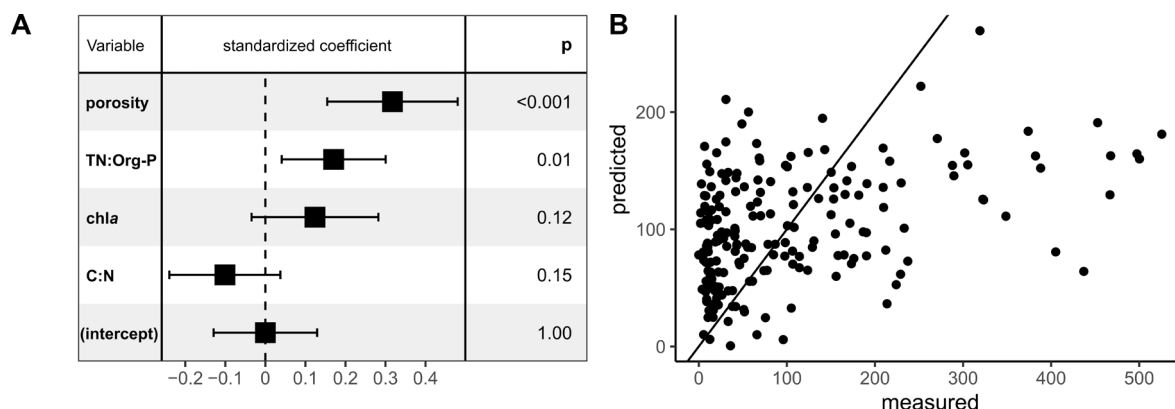 A
Variable standardized coefficient p
porosity <0.001
TN:Org-P 0.01
chla 0.12
C:N 0.15
(intercept) 1.00
−0.2 −0.1 0 0.1 0.2 0.3 0.4
B
predicted
200
100
0
0 100 200 300 400 500
measured